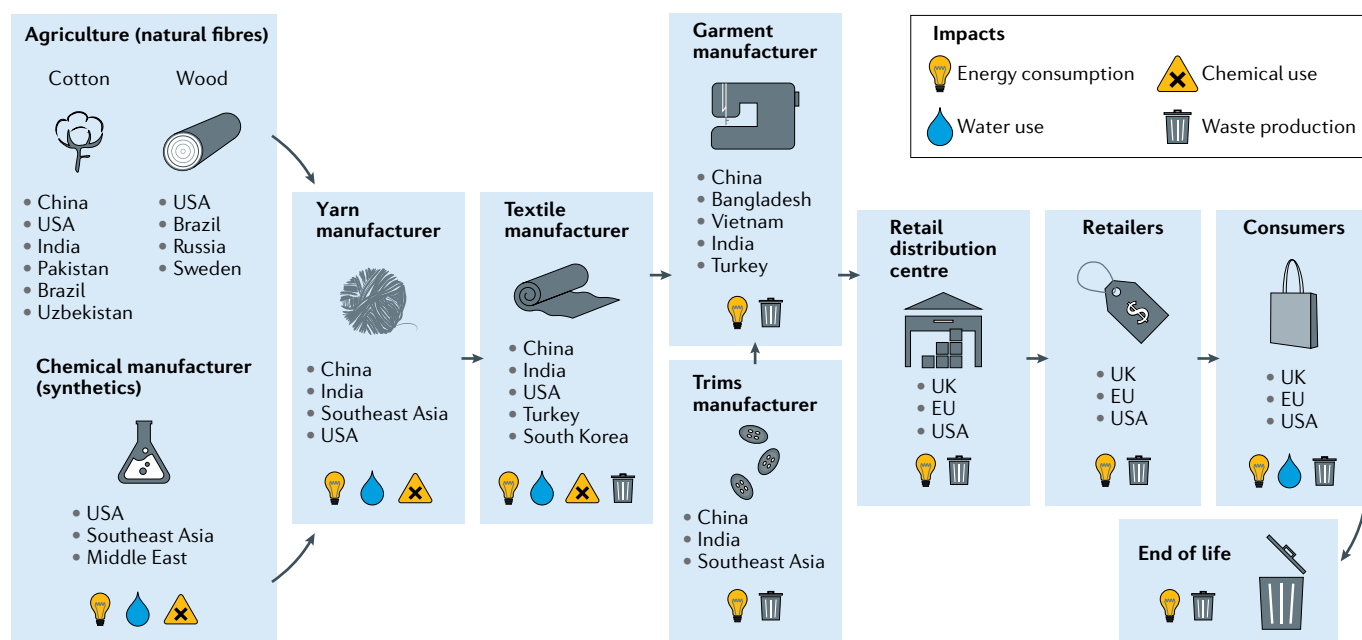 Agriculture (natural fibres)
Cotton
Wood
China
USA
India
Pakistan
Brazil
Uzbekistan
USA
Brazil
Russia
Sweden
Chemical manufacturer
(synthetics)
USA
Southeast Asia
Middle East
Yarn
manufacturer
China
India
Southeast Asia
USA
Textile
manufacturer
China
India
USA
Turkey
South Korea
Garment
manufacturer
China
Bangladesh
Vietnam
India
Turkey
Trims
manufacturer
China
India
Southeast Asia
Impacts
Energy consumption
Chemical use
Water use
Waste production
Retail
distribution
centre
UK
EU
USA
Retailers
$
UK
EU
USA
Consumers
UK
EU
USA
End of life